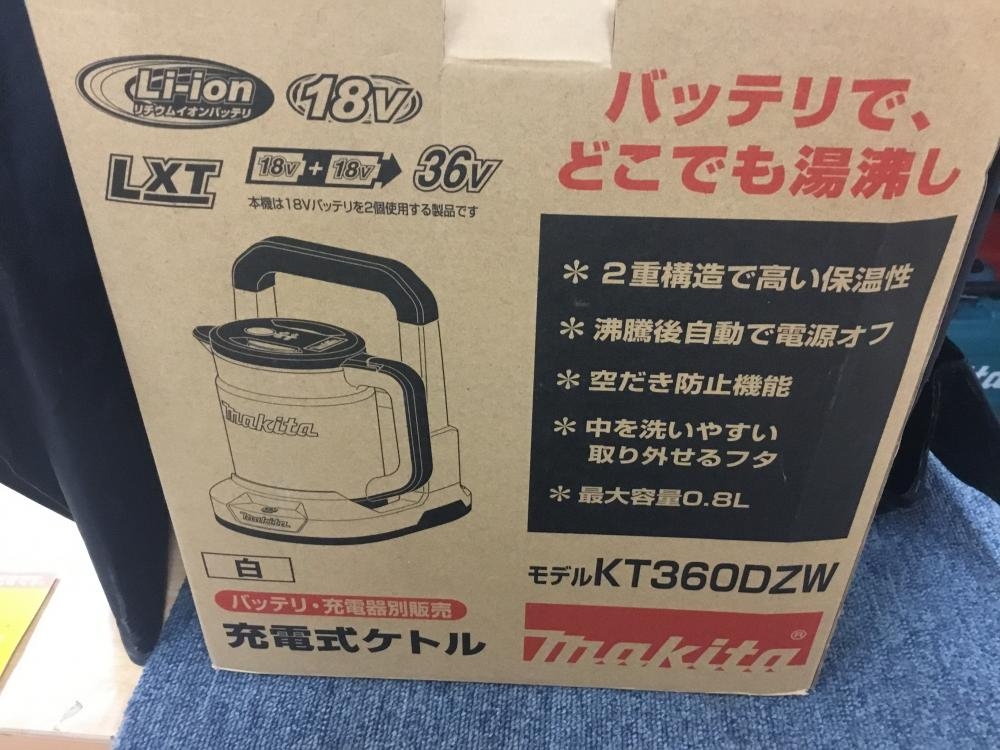 Li-ion
リチウムイオンバッテリ
18V
LXT
18V + 18V 36V
本機は18Vバッテリを2個使用する製品です
バッテリで、
どこでも湯沸し
＊ 2重構造で高い保温性
＊ 沸騰後自動で電源オフ
＊ 空だき防止機能
＊ 中を洗いやすい
取り外せるフタ
＊ 最大容量0.8L
makita
makita
白
モデルKT360DZW
バッテリ・充電器別販売
充電式ケトル
makita®